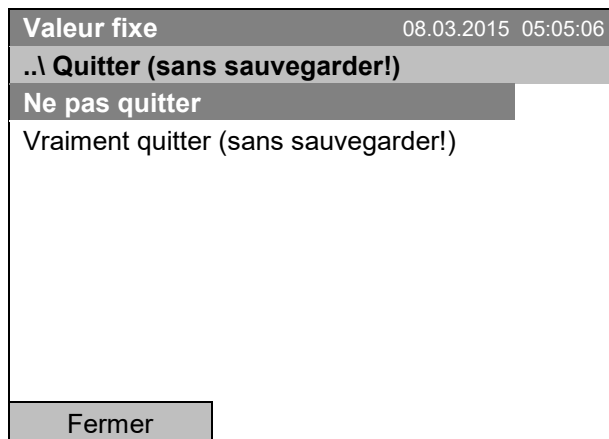 Valeur fixe 08.03.2015 05:05:06
..\ Quitter (sans sauvegarder!)
Ne pas quitter
Vraiment quitter (sans sauvegarder!)
Fermer